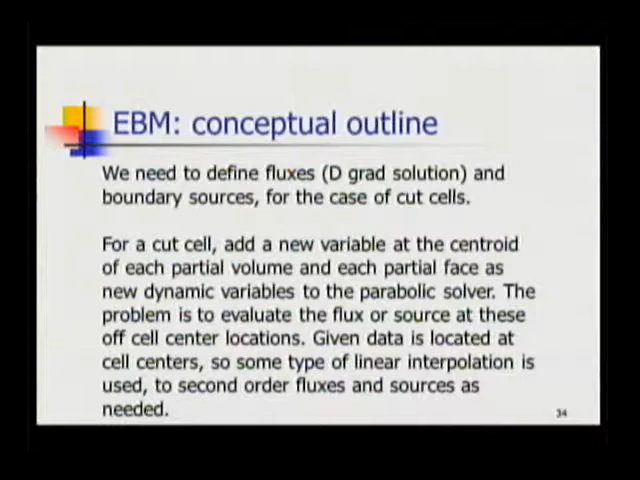 EBM: conceptual outline
We need to define fluxes (D grad solution) and
boundary sources, for the case of cut cells.
For a cut cell, add a new variable at the centroid
of each partial volume and each partial face as
new dynamic variables to the parabolic solver. The
problem is to evaluate the flux or source at these
off cell center locations. Given data is located at
cell centers, so some type of linear interpolation is
used, to second order fluxes and sources as
needed.
34